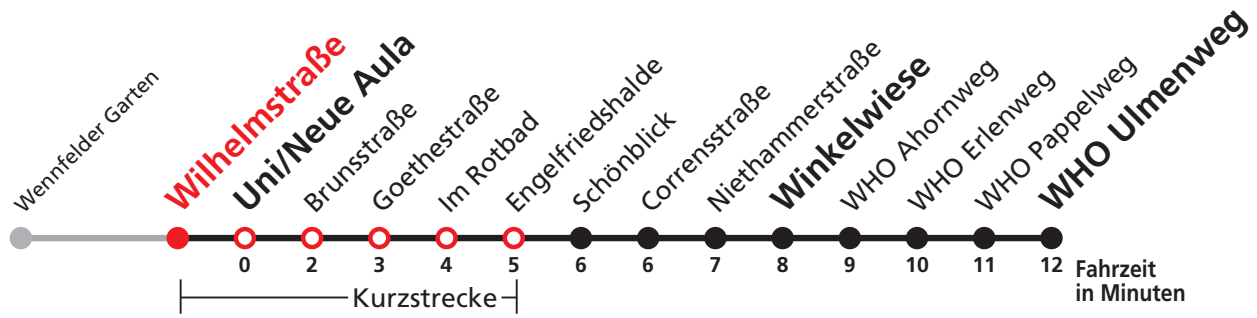 Wennfelder Garten
Wilhelmstraße
Uni/Neue Aula
Brunsstraße
Goethestraße
Im Rotbad
Engelfriedshalde
Schönblick
Corrensstraße
Niethammerstraße
Winkelwiese
WHO Ahornweg
WHO Erlenweg
WHO Pappelweg
WHO Ulmenweg
0 2 3 4 5 6 6 7 8 9 10 11 12
Fahrzeit
in Minuten
Kurzstrecke